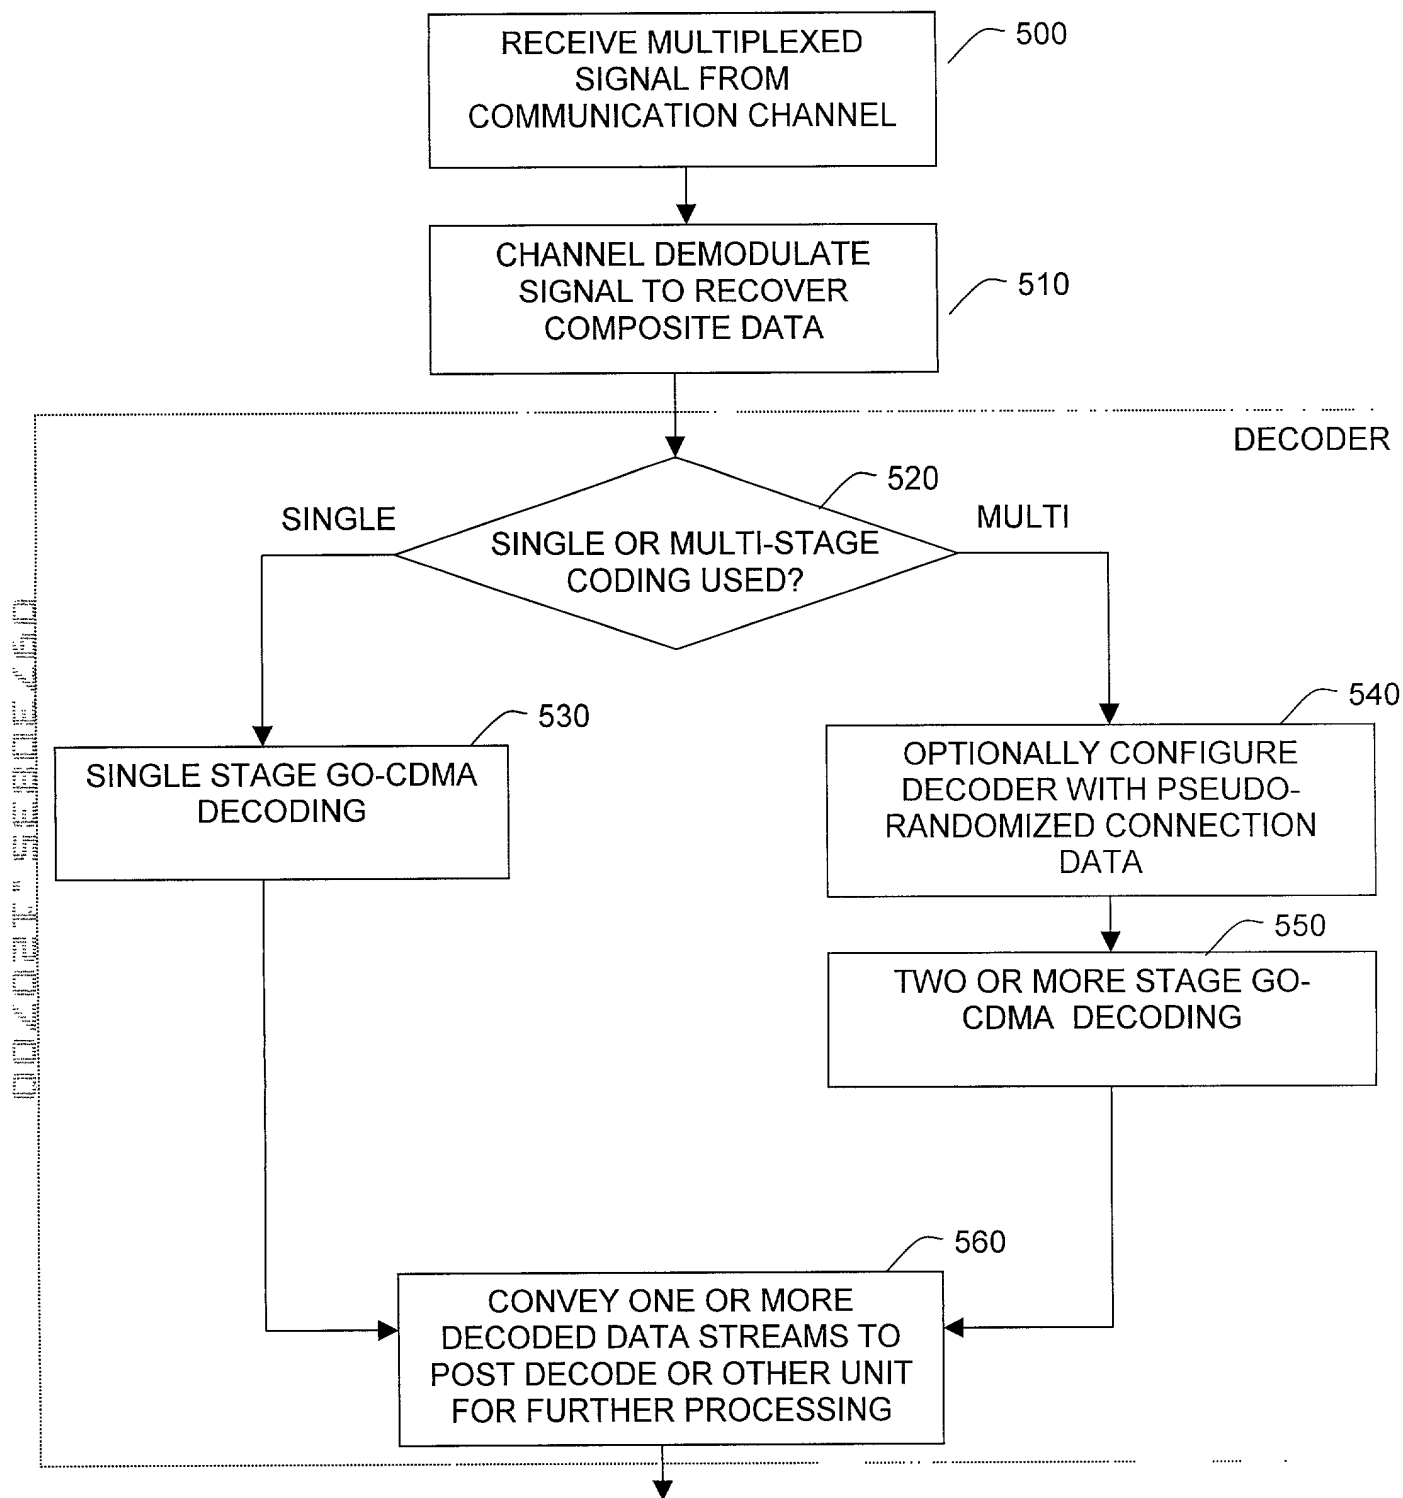 RECEIVE MULTIPLEXED
SIGNAL FROM
COMMUNICATION CHANNEL
500
CHANNEL DEMODULATE
SIGNAL TO RECOVER
COMPOSITE DATA
510
DECODER
520
SINGLE
MULTI
SINGLE OR MULTI-STAGE
CODING USED?
530
SINGLE STAGE GO-CDMA
DECODING
540
OPTIONALLY CONFIGURE
DECODER WITH PSEUDO-
RANDOMIZED CONNECTION
DATA
550
TWO OR MORE STAGE GO-
CDMA DECODING
560
CONVEY ONE OR MORE
DECODED DATA STREAMS TO
POST DECODE OR OTHER UNIT
FOR FURTHER PROCESSING